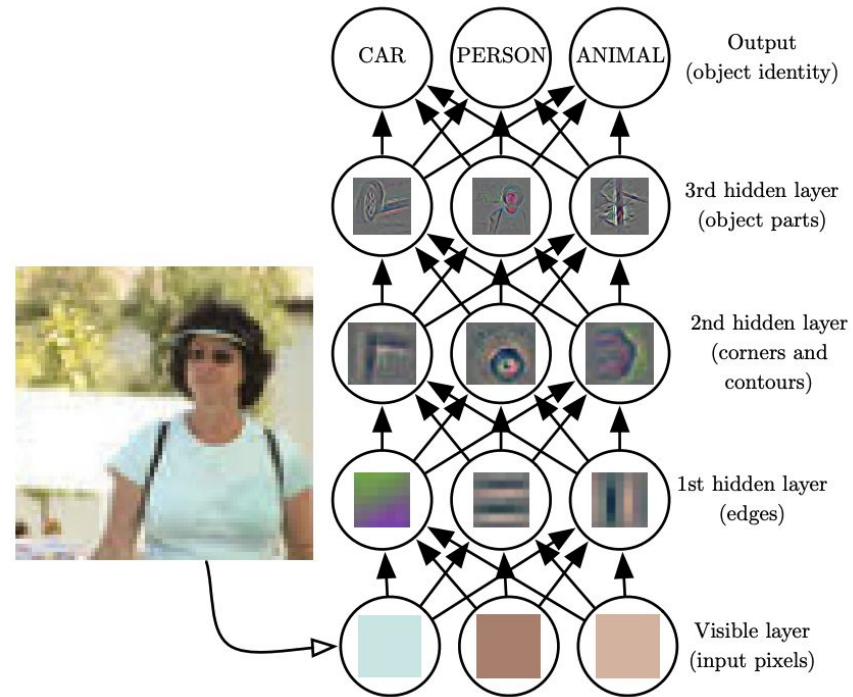 CAR
PERSON
ANIMAL
Output
(object identity)
3rd hidden layer
(object parts)
2nd hidden layer
(corners and
contours)
1st hidden layer
(edges)
Visible layer
(input pixels)